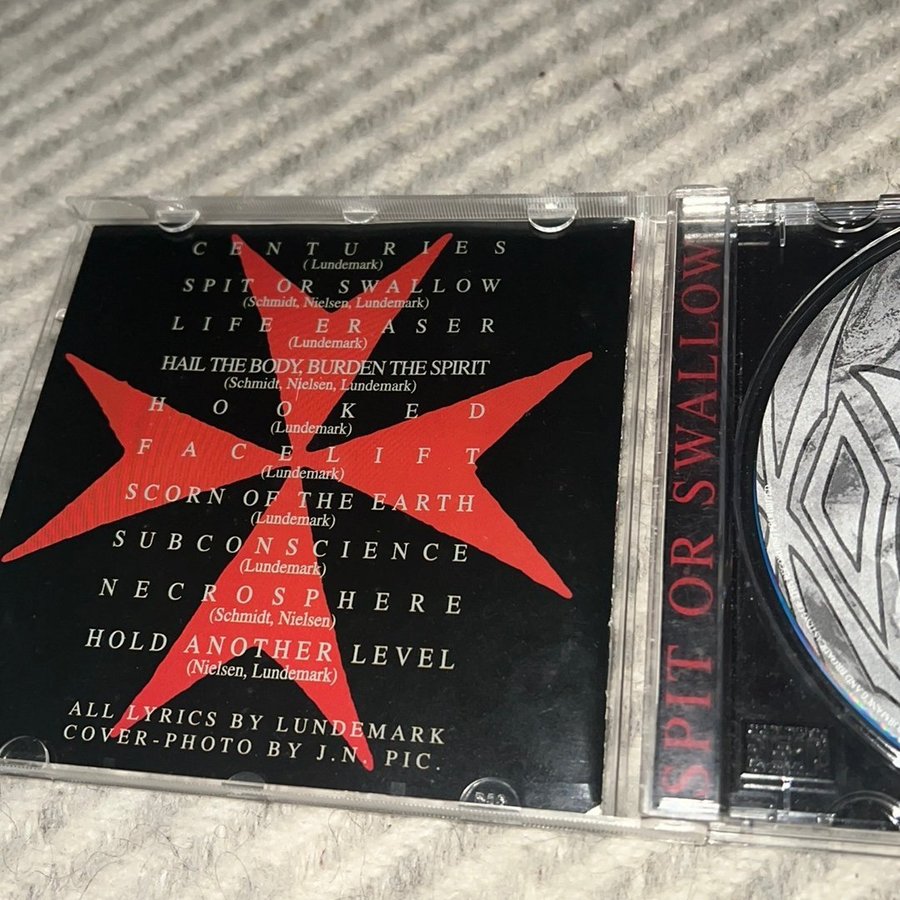 CENTURIES
( Lundemark)
SPIT OR SWALLOW
(Schmidt, Nielsen, Lundemark)
LIFE ERASER
(Lundemark)
HAIL THE BODY, BURDEN THE SPIRIT
(Schmidt, Nielsen, Lundemark)
HOOKED
(Lundemark)
FACELIFT
(Lundemark)
SCORN OF THE EARTH
(Lundemark)
SUBCONSCIENCE
(Lundemark)
NECROSPHERE
(Schmidt, Nielsen)
HOLD ANOTHER LEVEL
(Nielsen, Lundemark)
ALL LYRICS BY LUNDEMARK
COVER-PHOTO BY J.N. PIC.
SPIT OR SWALLOW